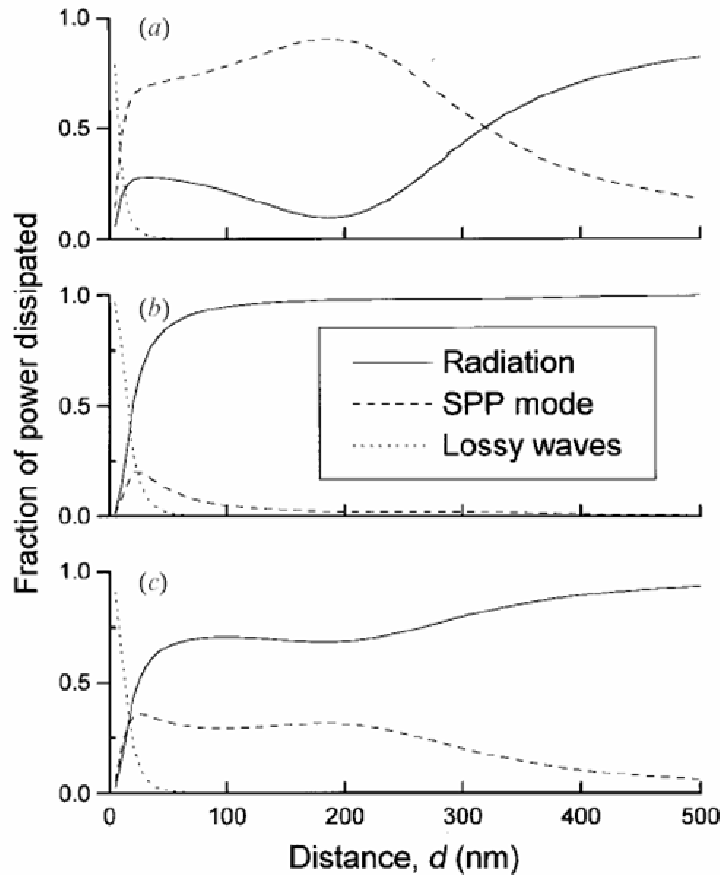 (a)
1.0
0.5
0.0
(b)
1.0
0.5
0.0
Radiation
SPP mode
Lossy waves
(c)
1.0
0.5
0.0
0
100
200
300
400
500
Fraction of power dissipated
Distance, d (nm)